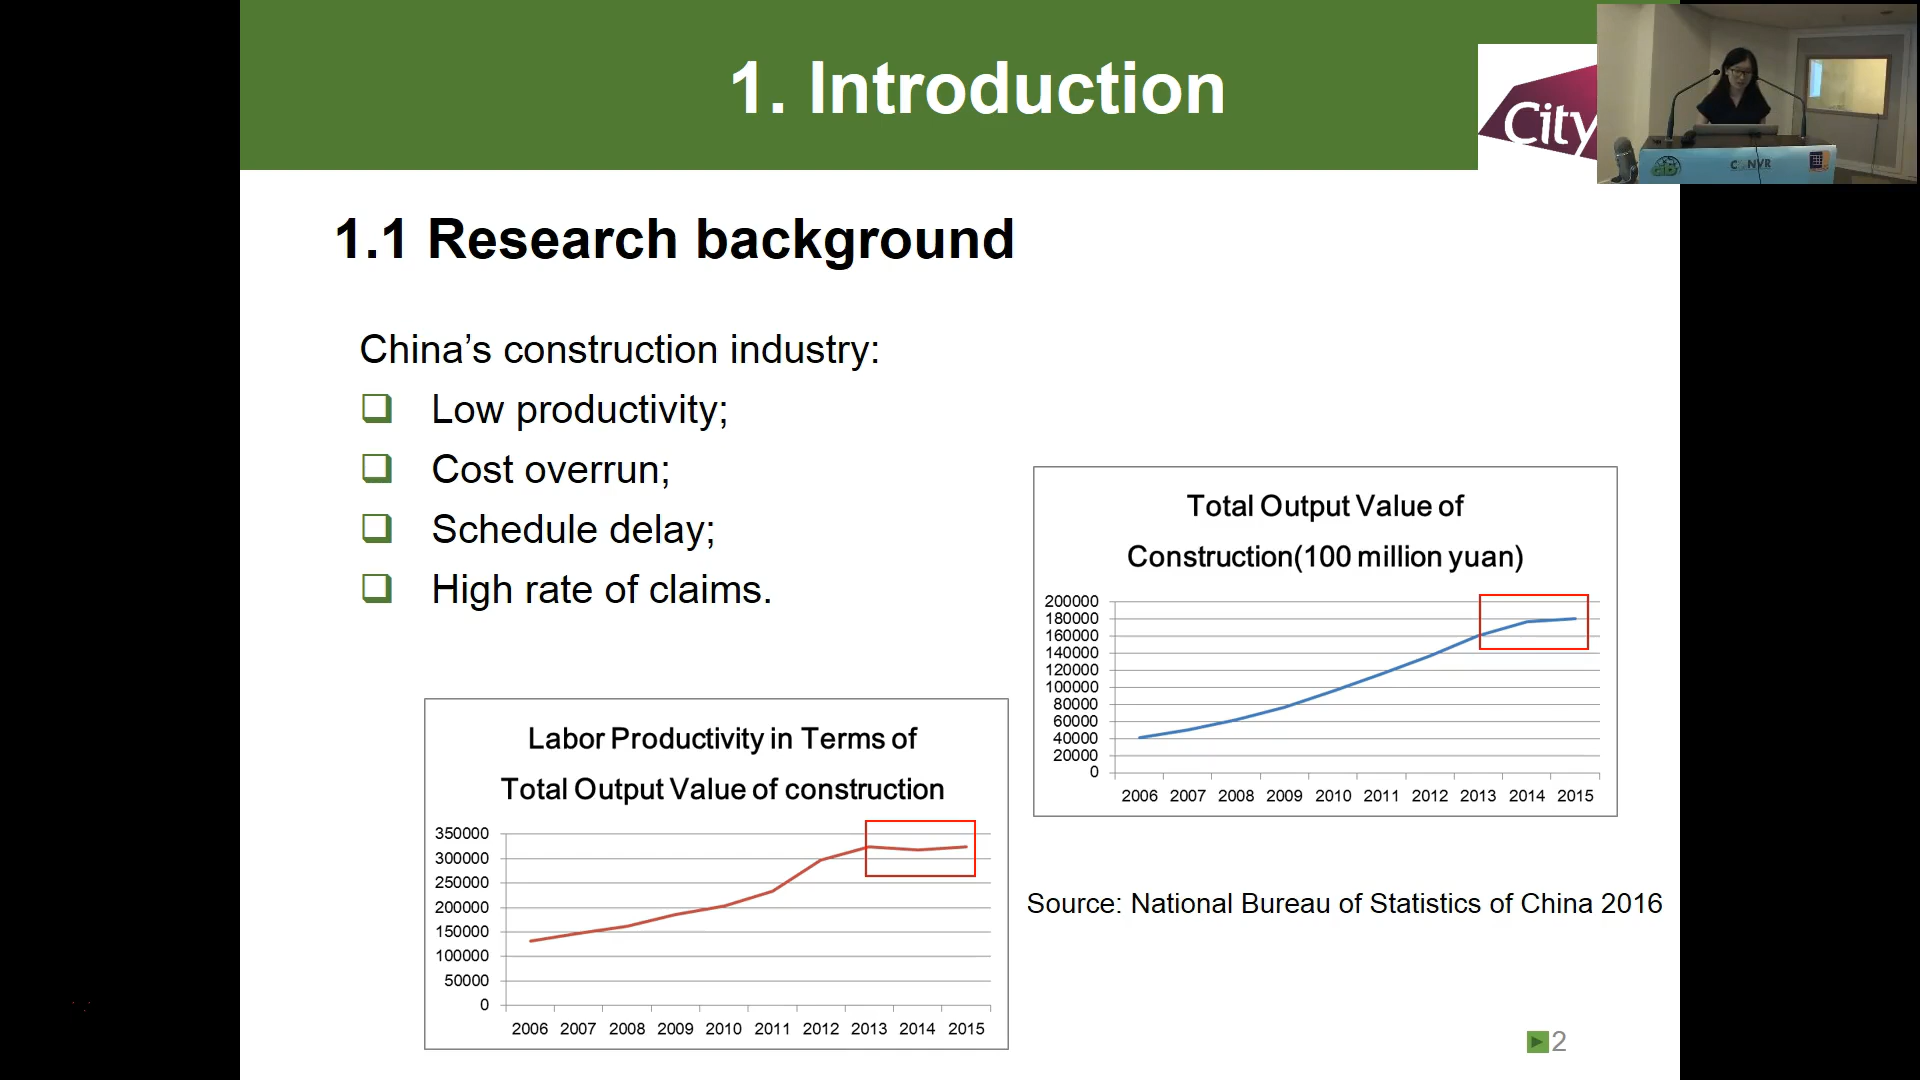 1. Introduction
City
CONVR
1.1 Research background
China’s construction industry:
Low productivity;
Cost overrun;
Schedule delay;
High rate of claims.
Total Output Value of
Construction(100 million yuan)
200000
180000
160000
140000
120000
100000
80000
60000
40000
20000
0
2006 2007 2008 2009 2010 2011 2012 2013 2014 2015
Labor Productivity in Terms of
Total Output Value of construction
350000
300000
250000
200000
150000
100000
50000
0
2006 2007 2008 2009 2010 2011 2012 2013 2014 2015
Source: National Bureau of Statistics of China 2016
2